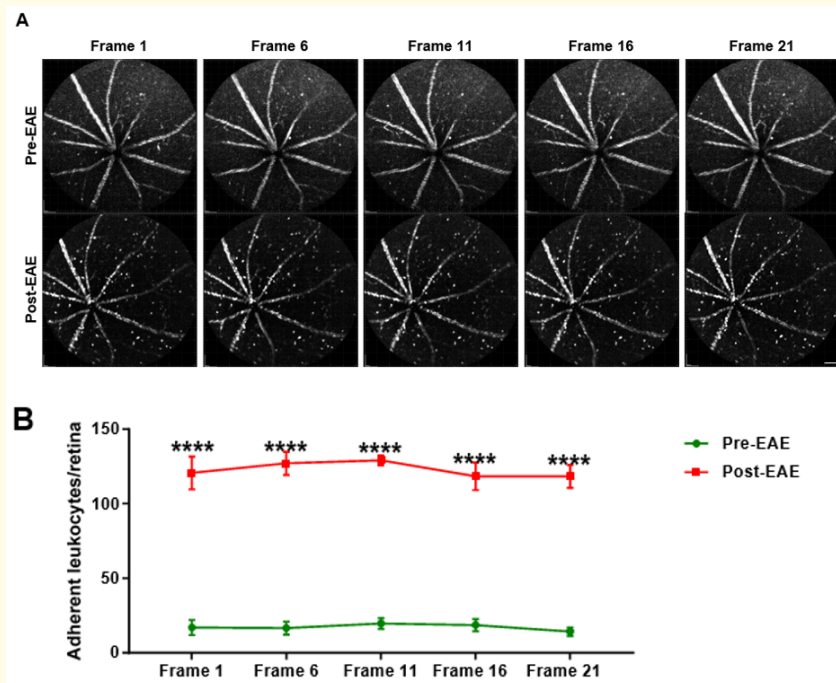 A
Frame 1 Frame 6 Frame 11 Frame 16 Frame 21
Pre-EAE
Post-EAE
B
Adherent leukocytes/retina
150
100
50
0
**** **** **** **** ****
Frame 1 Frame 6 Frame 11 Frame 16 Frame 21
Pre-EAE
Post-EAE